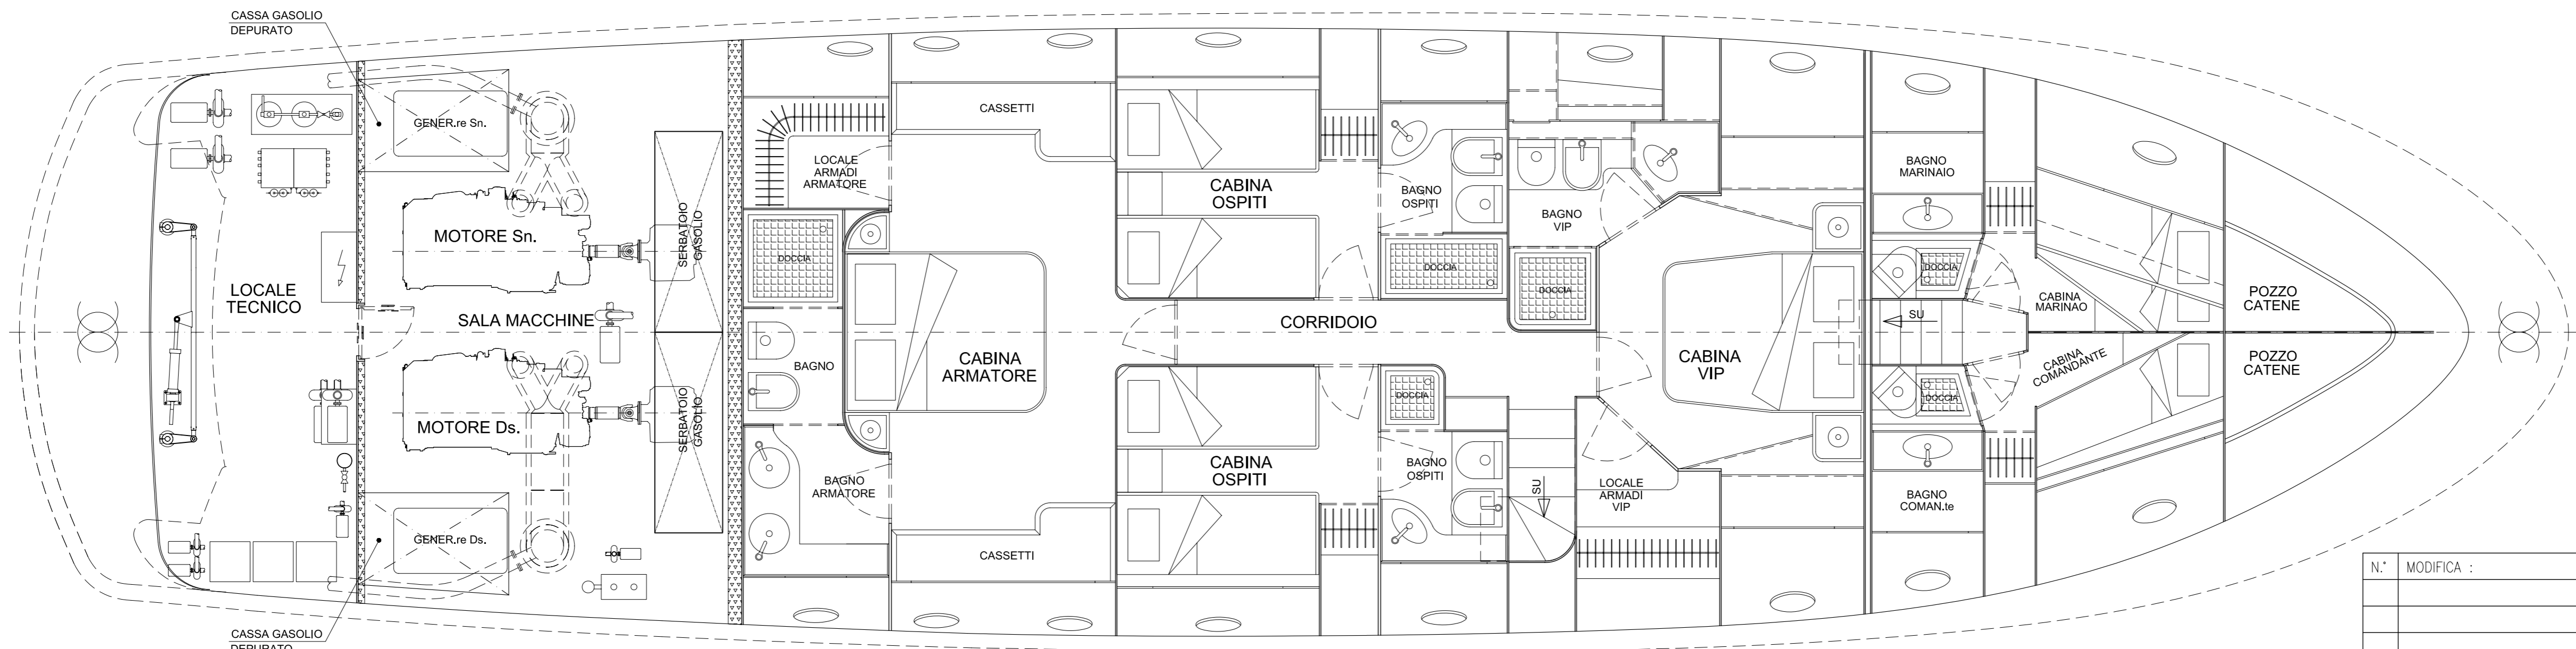 CASSA GASOLIO
DEPURATO
GENER.re Sn.
MOTORE Sn.
LOCALE
TECNICO
SALA MACCHINE
MOTORE Ds.
GENER.re Ds.
CASSA GASOLIO
DEPURATO
SERBATOIO
GASOLIO
SERBATOIO
GASOLIO
LOCALE
ARMADI
ARMATORE
DOCCIA
BAGNO
BAGNO
ARMATORE
CASSETTI
CABINA
ARMATORE
CASSETTI
CABINA
OSPITI
CORRIDOIO
CABINA
OSPITI
BAGNO
OSPITI
DOCCIA
DOCCIA
BAGNO
OSPITI
BAGNO
VIP
DOCCIA
SU
LOCALE
ARMADI
VIP
CABINA
VIP
BAGNO
MARINAIO
DOCCIA
SU
DOCCIA
BAGNO
COMAN.te
CABINA
MARINAO
CABINA
COMANDANTE
POZZO
CATENE
POZZO
CATENE
N.° MODIFICA :